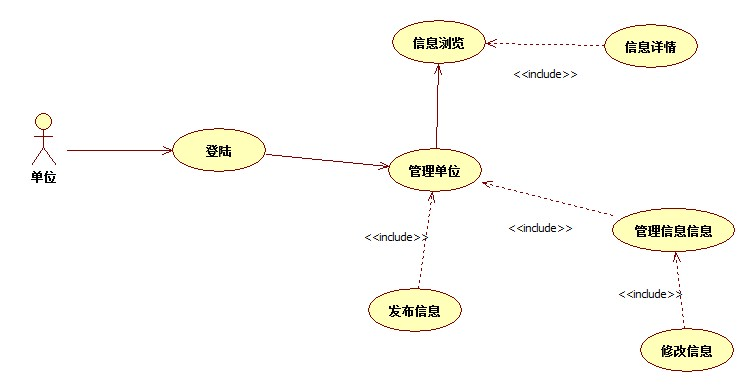 信息浏览
信息详情
<<include>>
单位
登陆
管理单位
<<include>>
<<include>>
管理信息信息
发布信息
<<include>>
修改信息